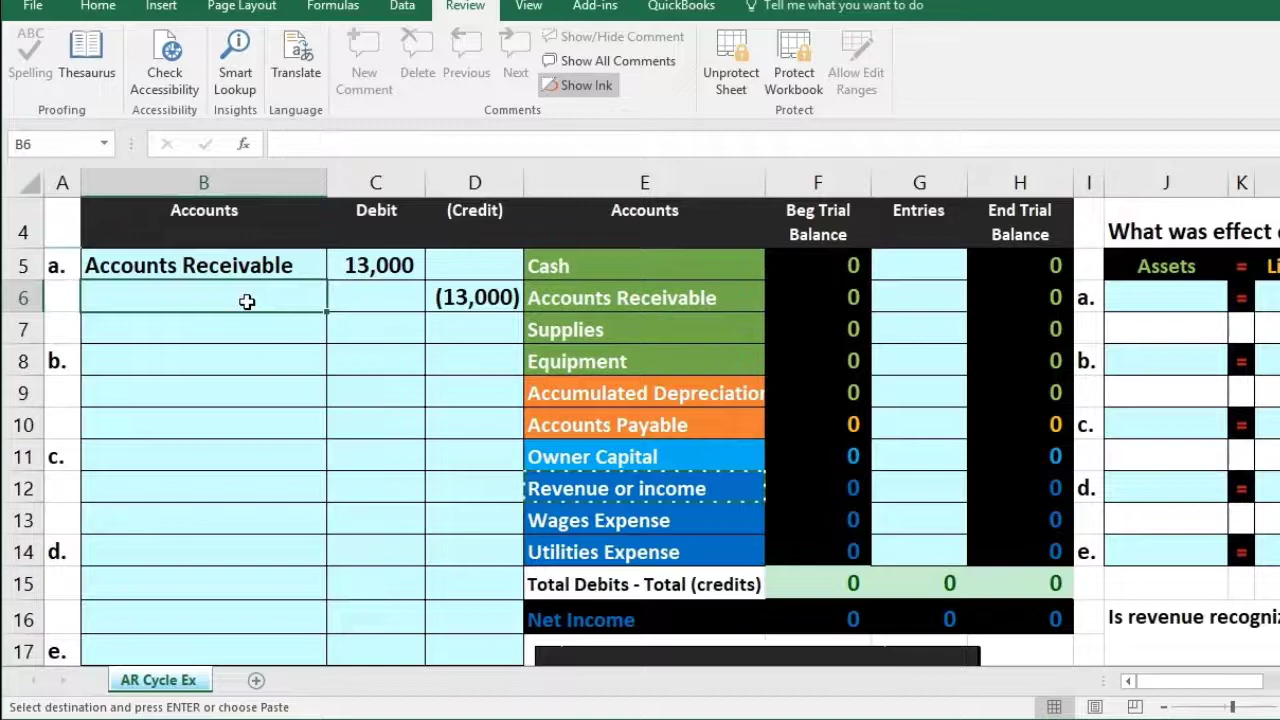 File Home Insert Page Layout Formulas Data Review View Add-ins QuickBooks Tell me what you want to do
ABC
Spelling Thesaurus Check Accessibility Smart Lookup Translate New Comment Delete Previous Next Show/Hide Comment
Show All Comments
Show Ink
Unprotect Sheet Protect Workbook Allow Edit Ranges
Proofing Accessibility Insights Language Comments Protect
B6 fx
A B C D E F G H I J K
4 Accounts Debit (Credit) Accounts Beg Trial Balance Entries End Trial Balance What was effect
5 a. Accounts Receivable 13,000 Cash 0 0 Assets =
6 (13,000) Accounts Receivable 0 0 a. =
7 Supplies 0 0
8 b. Equipment 0 0 b. =
9 Accumulated Depreciation 0 0
10 Accounts Payable 0 0 c. =
11 c. Owner Capital 0 0
12 Revenue or income 0 0 d. =
13 Wages Expense 0 0
14 d. Utilities Expense 0 0 e. =
15 Total Debits - Total (credits) 0 0 0
16 Net Income 0 0 0 Is revenue
17 e.
AR Cycle Ex
Select destination and press ENTER or choose Paste